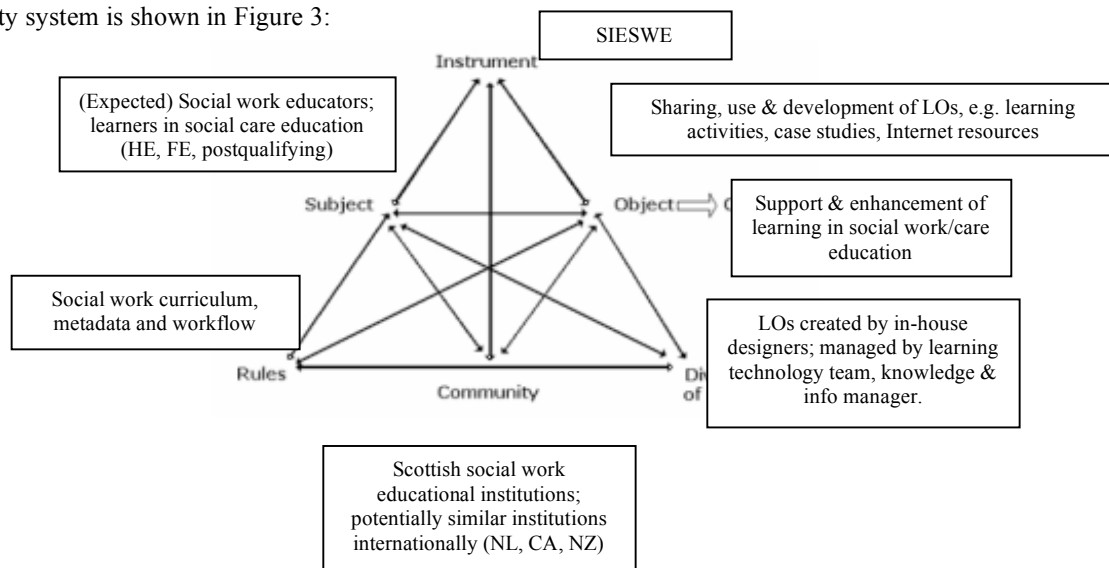 ty system is shown in Figure 3:
SIESWE
Instrument
(Expected) Social work educators;
learners in social care education
(HE, FE, postqualifying)
Sharing, use & development of LOs, e.g. learning
activities, case studies, Internet resources
Subject
Object
Support & enhancement of
learning in social work/care
education
Social work curriculum,
metadata and workflow
LOs created by in-house
designers; managed by learning
technology team, knowledge &
info manager.
Rules
Community
of
Scottish social work
educational institutions;
potentially similar institutions
internationally (NL, CA, NZ)